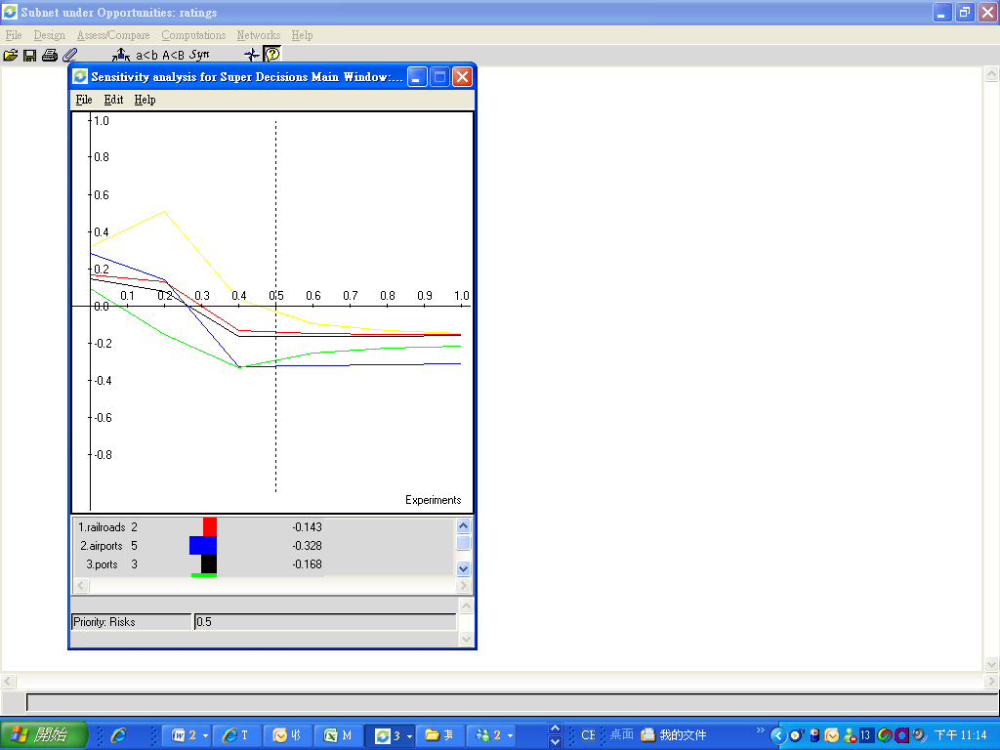 Subnet under Opportunities: ratings
File Design Assess/Compare Computations Networks Help
a<b A<B Syn
Sensitivity analysis for Super Decisions Main Window:...
File Edit Help
1.0
0.8
0.6
0.4
0.2
0.1 0.2 0.3 0.4 0.5 0.6 0.7 0.8 0.9 1.0
0.0
-0.2
-0.4
-0.6
-0.8
Experiments
1.railroads 2 -0.143
2.airports 5 -0.328
3.ports 3 -0.168
Priority: Risks 0.5
開始 2 T 收 M 3 2 CH 桌面 我的文件 13 下午 11:14